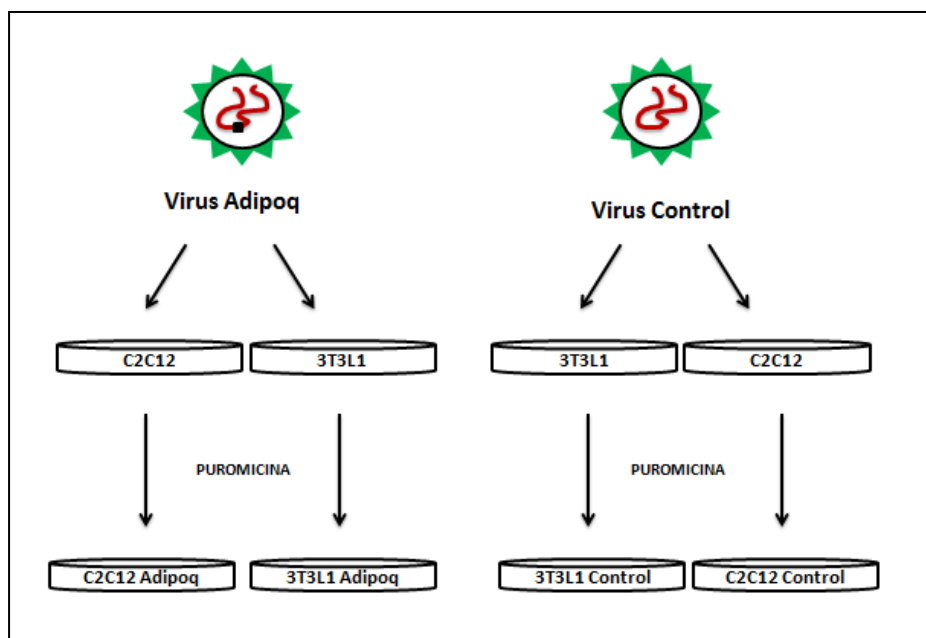 Virus Adipoq
Virus Control
C2C12
3T3L1
3T3L1
C2C12
PUROMICINA
PUROMICINA
C2C12 Adipoq
3T3L1 Adipoq
3T3L1 Control
C2C12 Control